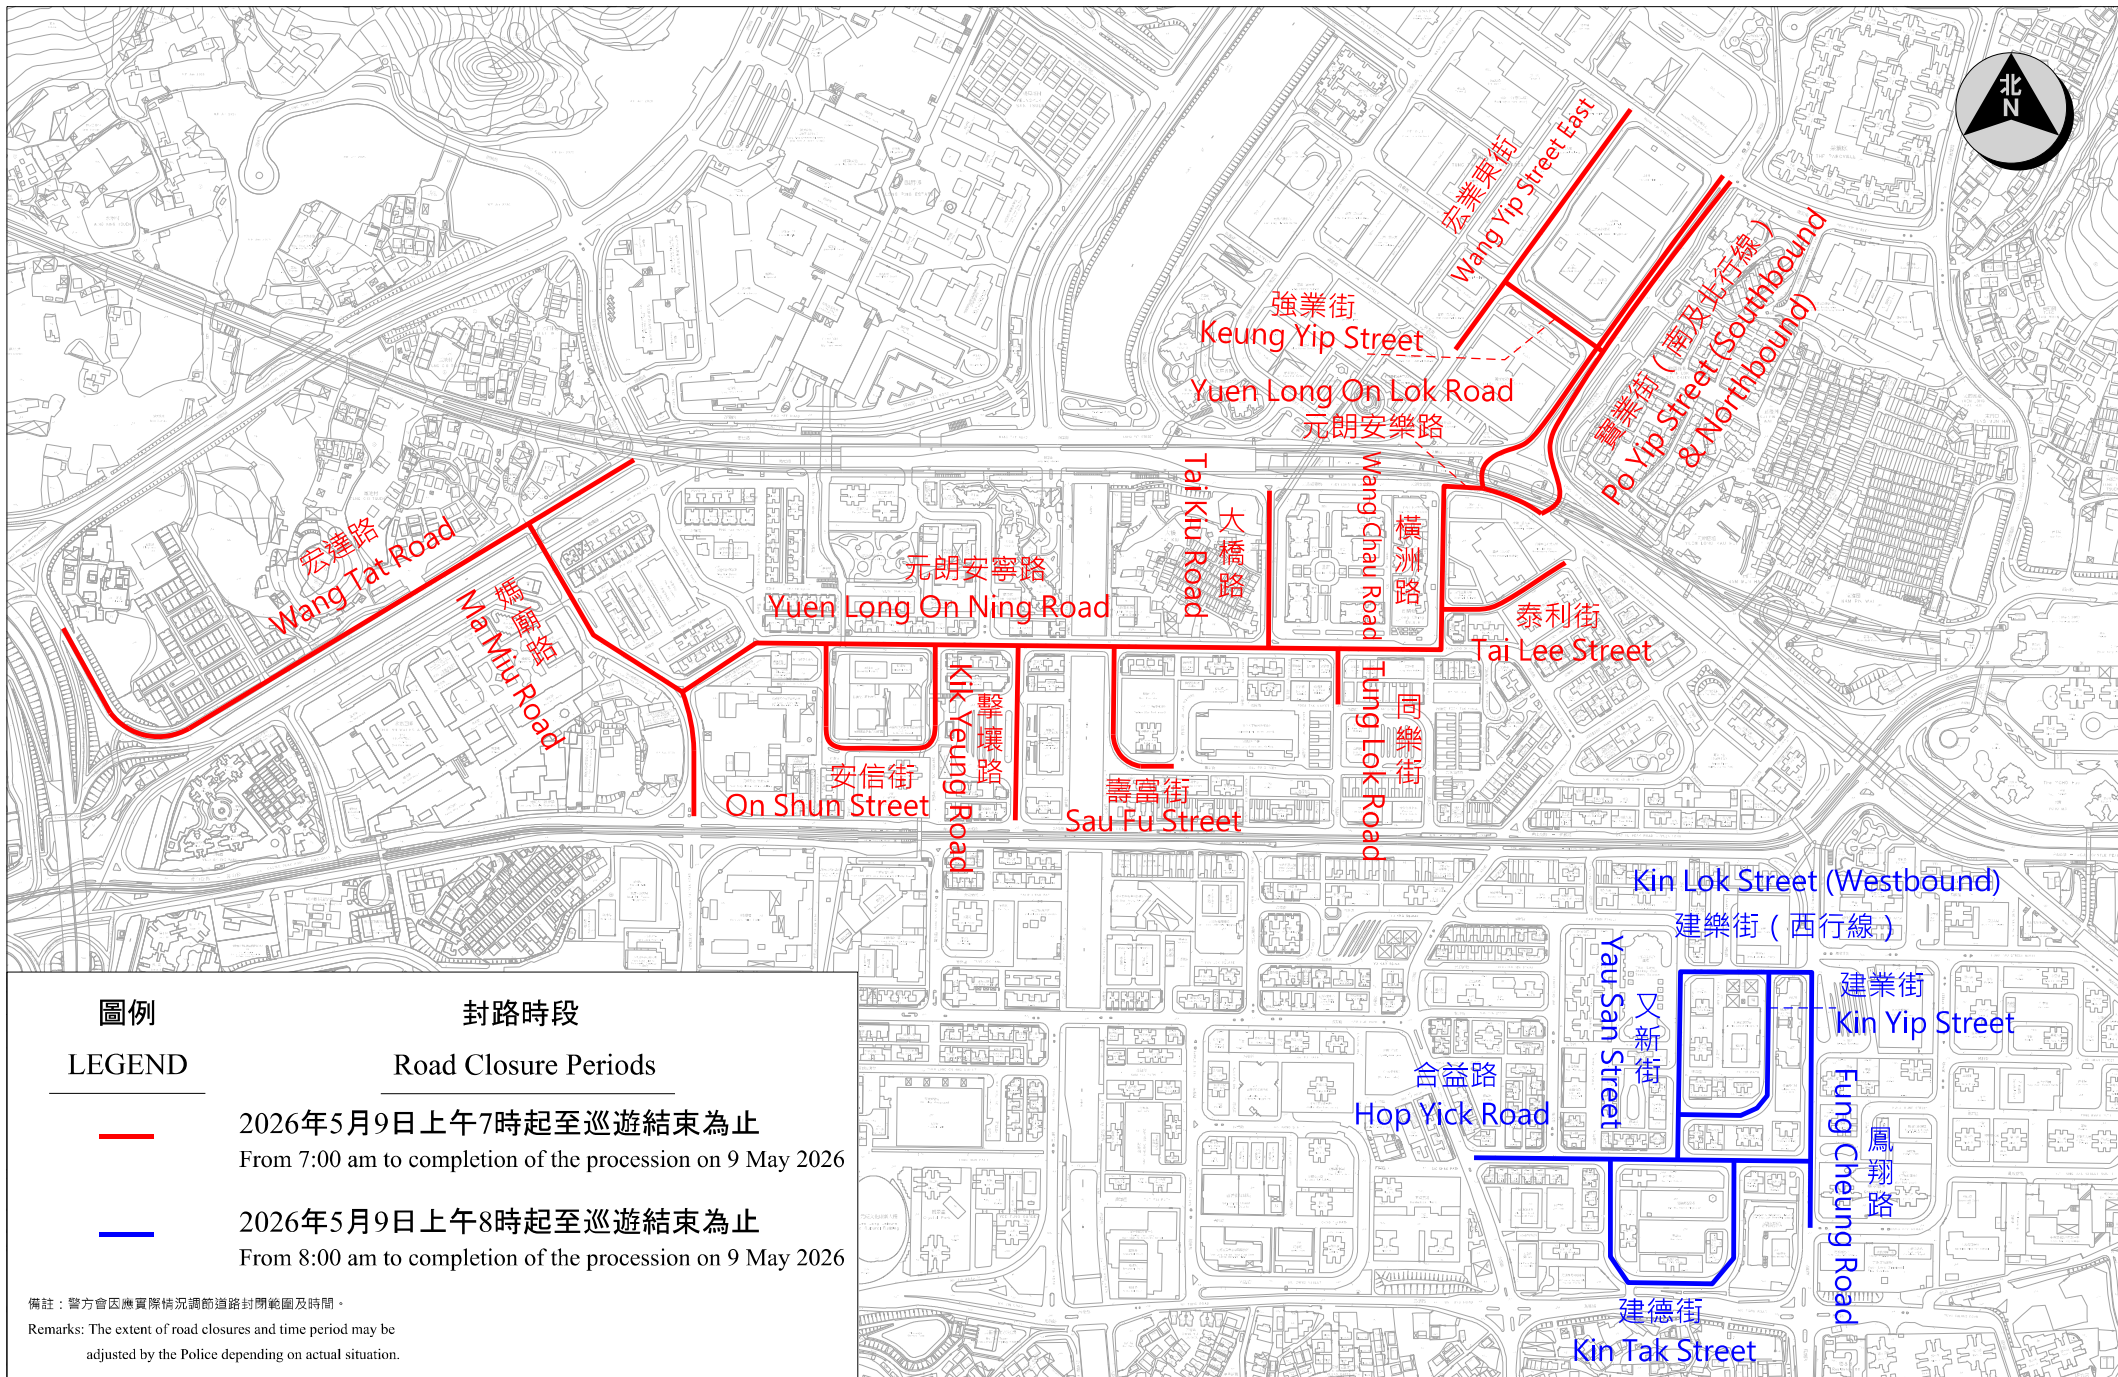 北
N
宏業東街
Wang Yip Street East
強業街
Keung Yip Street
Yuen Long On Lok Road
元朗安樂路
寶業街（南及北行線）
Po Yip Street (Southbound
& Northbound)
宏達路
Wang Tat Road
媽廟路
Ma Miu Road
元朗安寧路
Yuen Long On Ning Road
Tai Kiu Road
大橋路
Wang Chau Road
橫洲路
泰利街
Tai Lee Street
安信街
On Shun Street
Kik Yeung Road
擊壤路
壽富街
Sau Fu Street
Tung Lok Road
同樂街
Kin Lok Street (Westbound)
建樂街（西行線）
Yau San Street
又新街
建業街
Kin Yip Street
合益路
Hop Yick Road
Fung Cheung Road
鳳翔路
建德街
Kin Tak Street
圖例
LEGEND
封路時段
Road Closure Periods
2026年5月9日上午7時起至巡遊結束為止
From 7:00 am to completion of the procession on 9 May 2026
2026年5月9日上午8時起至巡遊結束為止
From 8:00 am to completion of the procession on 9 May 2026
備註：警方會因應實際情況調節道路封閉範圍及時間。
Remarks: The extent of road closures and time period may be
adjusted by the Police depending on actual situation.